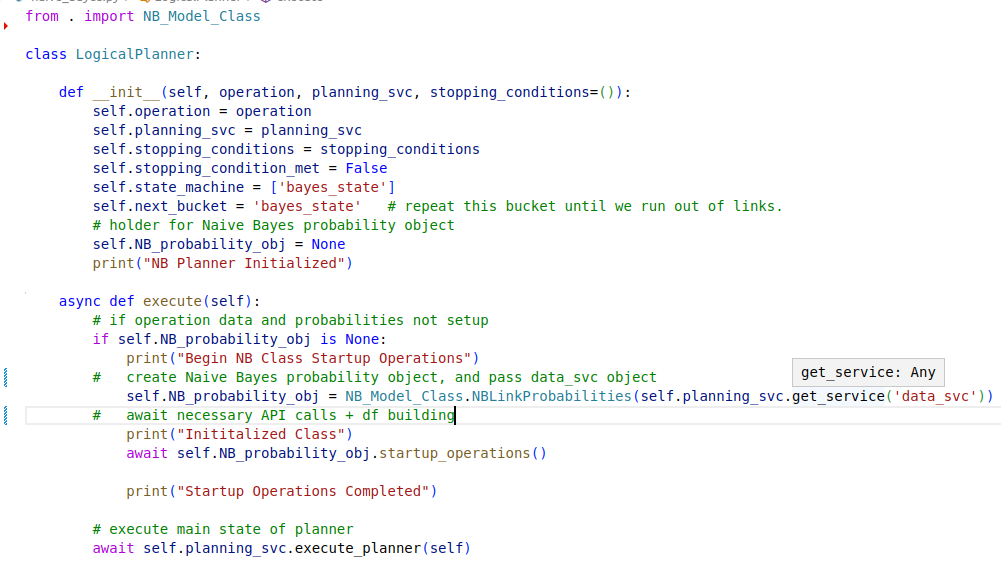 from . import NB_Model_Class
class LogicalPlanner:
def __init__(self, operation, planning_svc, stopping_conditions=()):
self.operation = operation
self.planning_svc = planning_svc
self.stopping_conditions = stopping_conditions
self.stopping_condition_met = False
self.state_machine = ['bayes_state']
self.next_bucket = 'bayes_state'   # repeat this bucket until we run out of links.
# holder for Naive Bayes probability object
self.NB_probability_obj = None
print("NB Planner Initialized")
async def execute(self):
# if operation data and probabilities not setup
if self.NB_probability_obj is None:
print("Begin NB Class Startup Operations")
get_service: Any
#   create Naive Bayes probability object, and pass data_svc object
self.NB_probability_obj = NB_Model_Class.NBLinkProbabilities(self.planning_svc.get_service('data_svc'))
#   await necessary API calls + df building
print("Inititalized Class")
await self.NB_probability_obj.startup_operations()
print("Startup Operations Completed")
# execute main state of planner
await self.planning_svc.execute_planner(self)